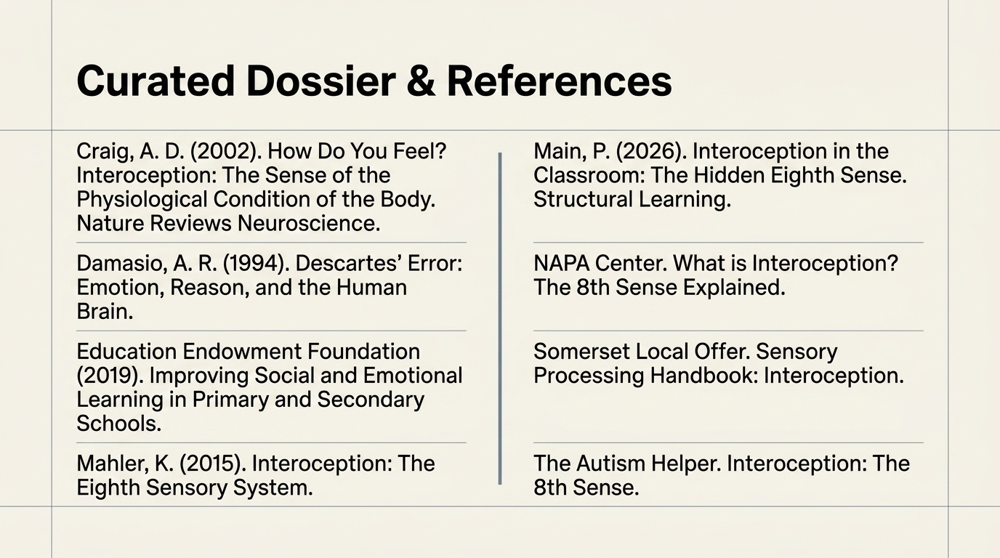 Curated Dossier & References
Craig, A. D. (2002). How Do You Feel?
Interoception: The Sense of the
Physiological Condition of the Body.
Nature Reviews Neuroscience.
Damasio, A. R. (1994). Descartes’ Error:
Emotion, Reason, and the Human
Brain.
Education Endowment Foundation
(2019). Improving Social and Emotional
Learning in Primary and Secondary
Schools.
Mahler, K. (2015). Interoception: The
Eighth Sensory System.
Main, P. (2026). Interoception in the
Classroom: The Hidden Eighth Sense.
Structural Learning.
NAPA Center. What is Interoception?
The 8th Sense Explained.
Somerset Local Offer. Sensory
Processing Handbook: Interoception.
The Autism Helper. Interoception: The
8th Sense.